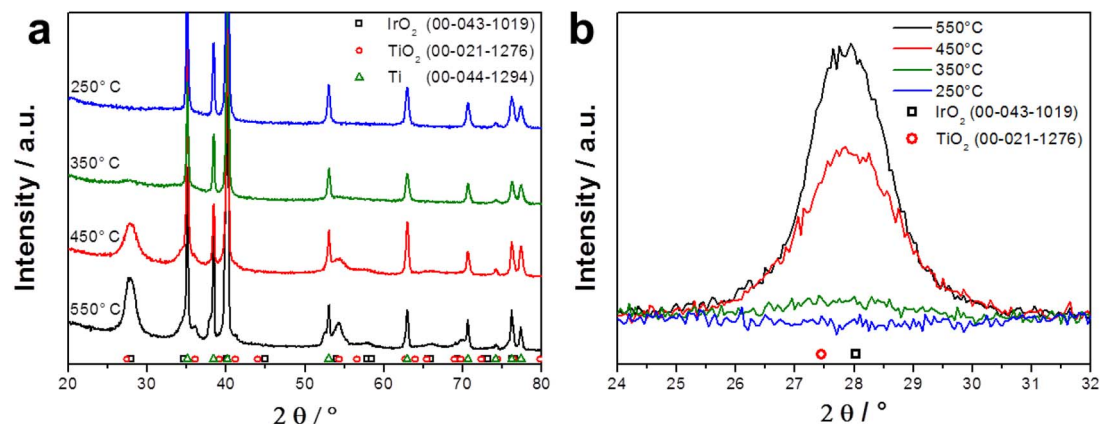 a
IrO₂ (00-043-1019)
TiO₂ (00-021-1276)
Ti (00-044-1294)
250° C
350° C
450° C
550° C
Intensity / a.u.
20 30 40 50 60 70 80
2 θ / °
b
550°C
450°C
350°C
250°C
IrO₂ (00-043-1019)
TiO₂ (00-021-1276)
Intensity / a.u.
24 25 26 27 28 29 30 31 32
2 θ / °